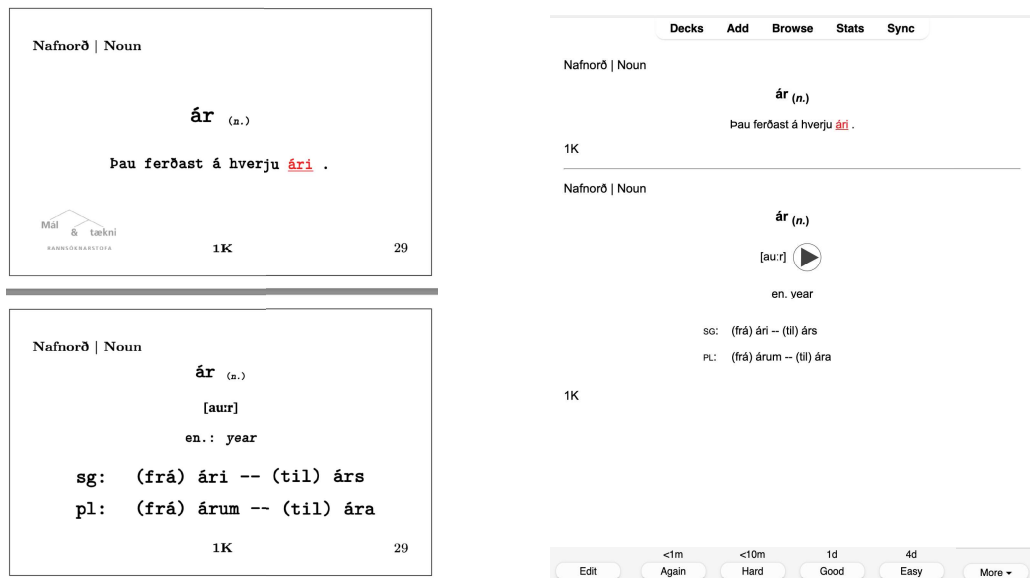 Nafnorð | Noun
ár (n.)
Þau ferðast á hverju ári .
Mál
& tækni
RANNSÓKNARSTOFA
1K
29
Nafnorð | Noun
ár (n.)
[auːr]
en.: year
sg: (frá) ári -- (til) árs
pl: (frá) árum -- (til) ára
1K
29
Decks Add Browse Stats Sync
Nafnorð | Noun
ár (n.)
Þau ferðast á hverju ári .
1K
Nafnorð | Noun
ár (n.)
[auːr]
en. year
SG: (frá) ári -- (til) árs
PL: (frá) árum -- (til) ára
1K
<1m <10m 1d 4d
Edit Again Hard Good Easy More ▾